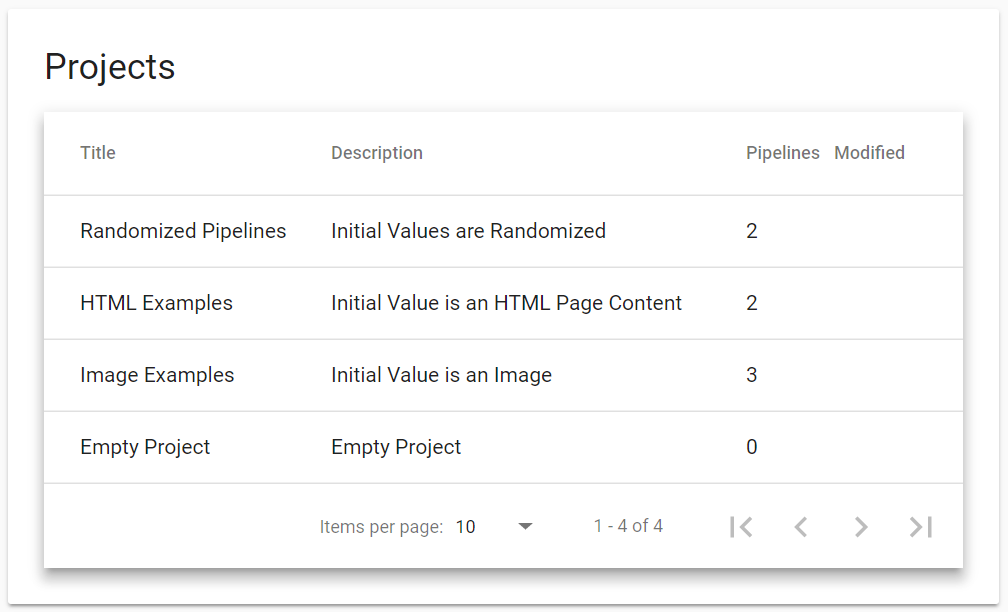 Projects
Title Description Pipelines Modified
Randomized Pipelines Initial Values are Randomized 2
HTML Examples Initial Value is an HTML Page Content 2
Image Examples Initial Value is an Image 3
Empty Project Empty Project 0
Items per page: 10 1 - 4 of 4